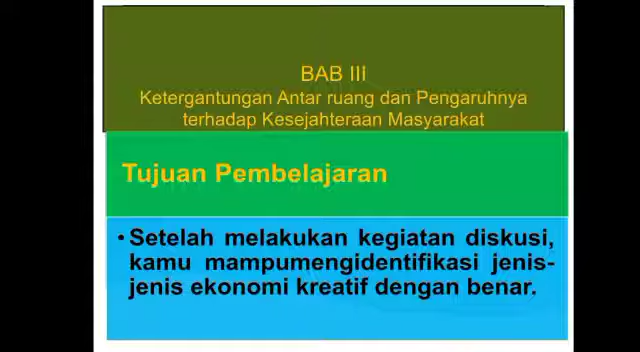 BAB III
Ketergantungan Antar ruang dan Pengaruhnya
terhadap Kesejahteraan Masyarakat
Tujuan Pembelajaran
• Setelah melakukan kegiatan diskusi,
kamu mampumengidentifikasi jenis-
jenis ekonomi kreatif dengan benar.